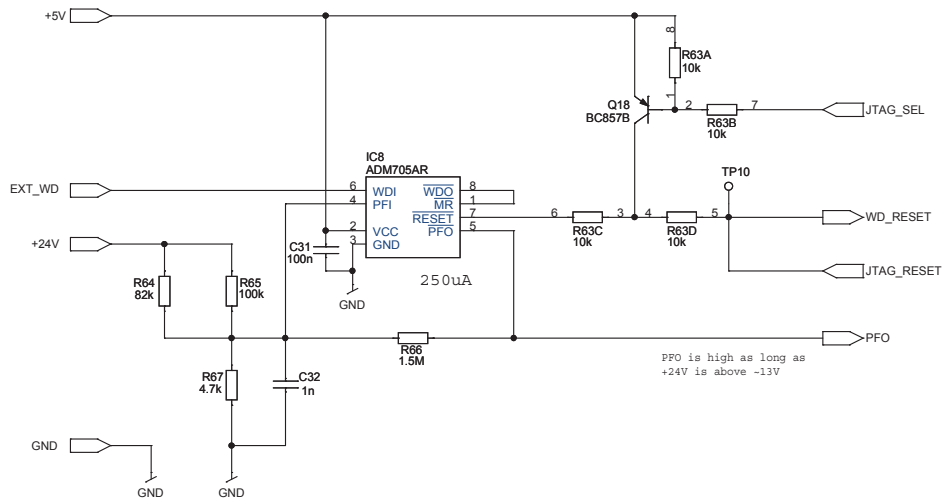 +5V
8
R63A
10k
1
Q18
BC857B
2
R63B
10k
7
JTAG_SEL
IC8
ADM705AR
TP10
EXT_WD
6
WDI
WDO
8
4
PFI
MR
1
RESET
7
6
R63C
10k
3
4
R63D
10k
5
WD_RESET
+24V
2
VCC
PFO
5
3
GND
C31
100n
R64
82k
R65
100k
250uA
GND
JTAG_RESET
R66
1.5M
PFO
PFO is high as long as
+24V is above ~13V
R67
4.7k
C32
1n
GND
GND
GND